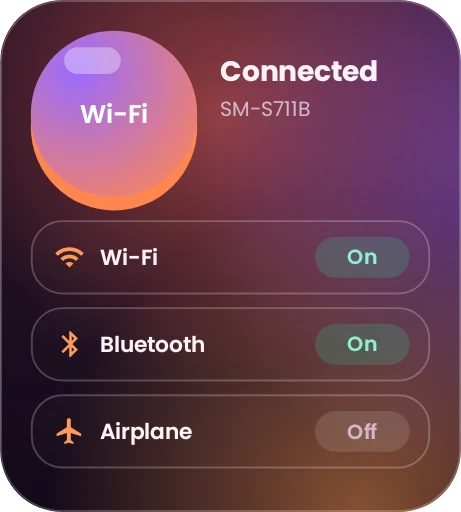 Wi-Fi
Connected
SM-S711B
Wi-Fi On
Bluetooth On
Airplane Off